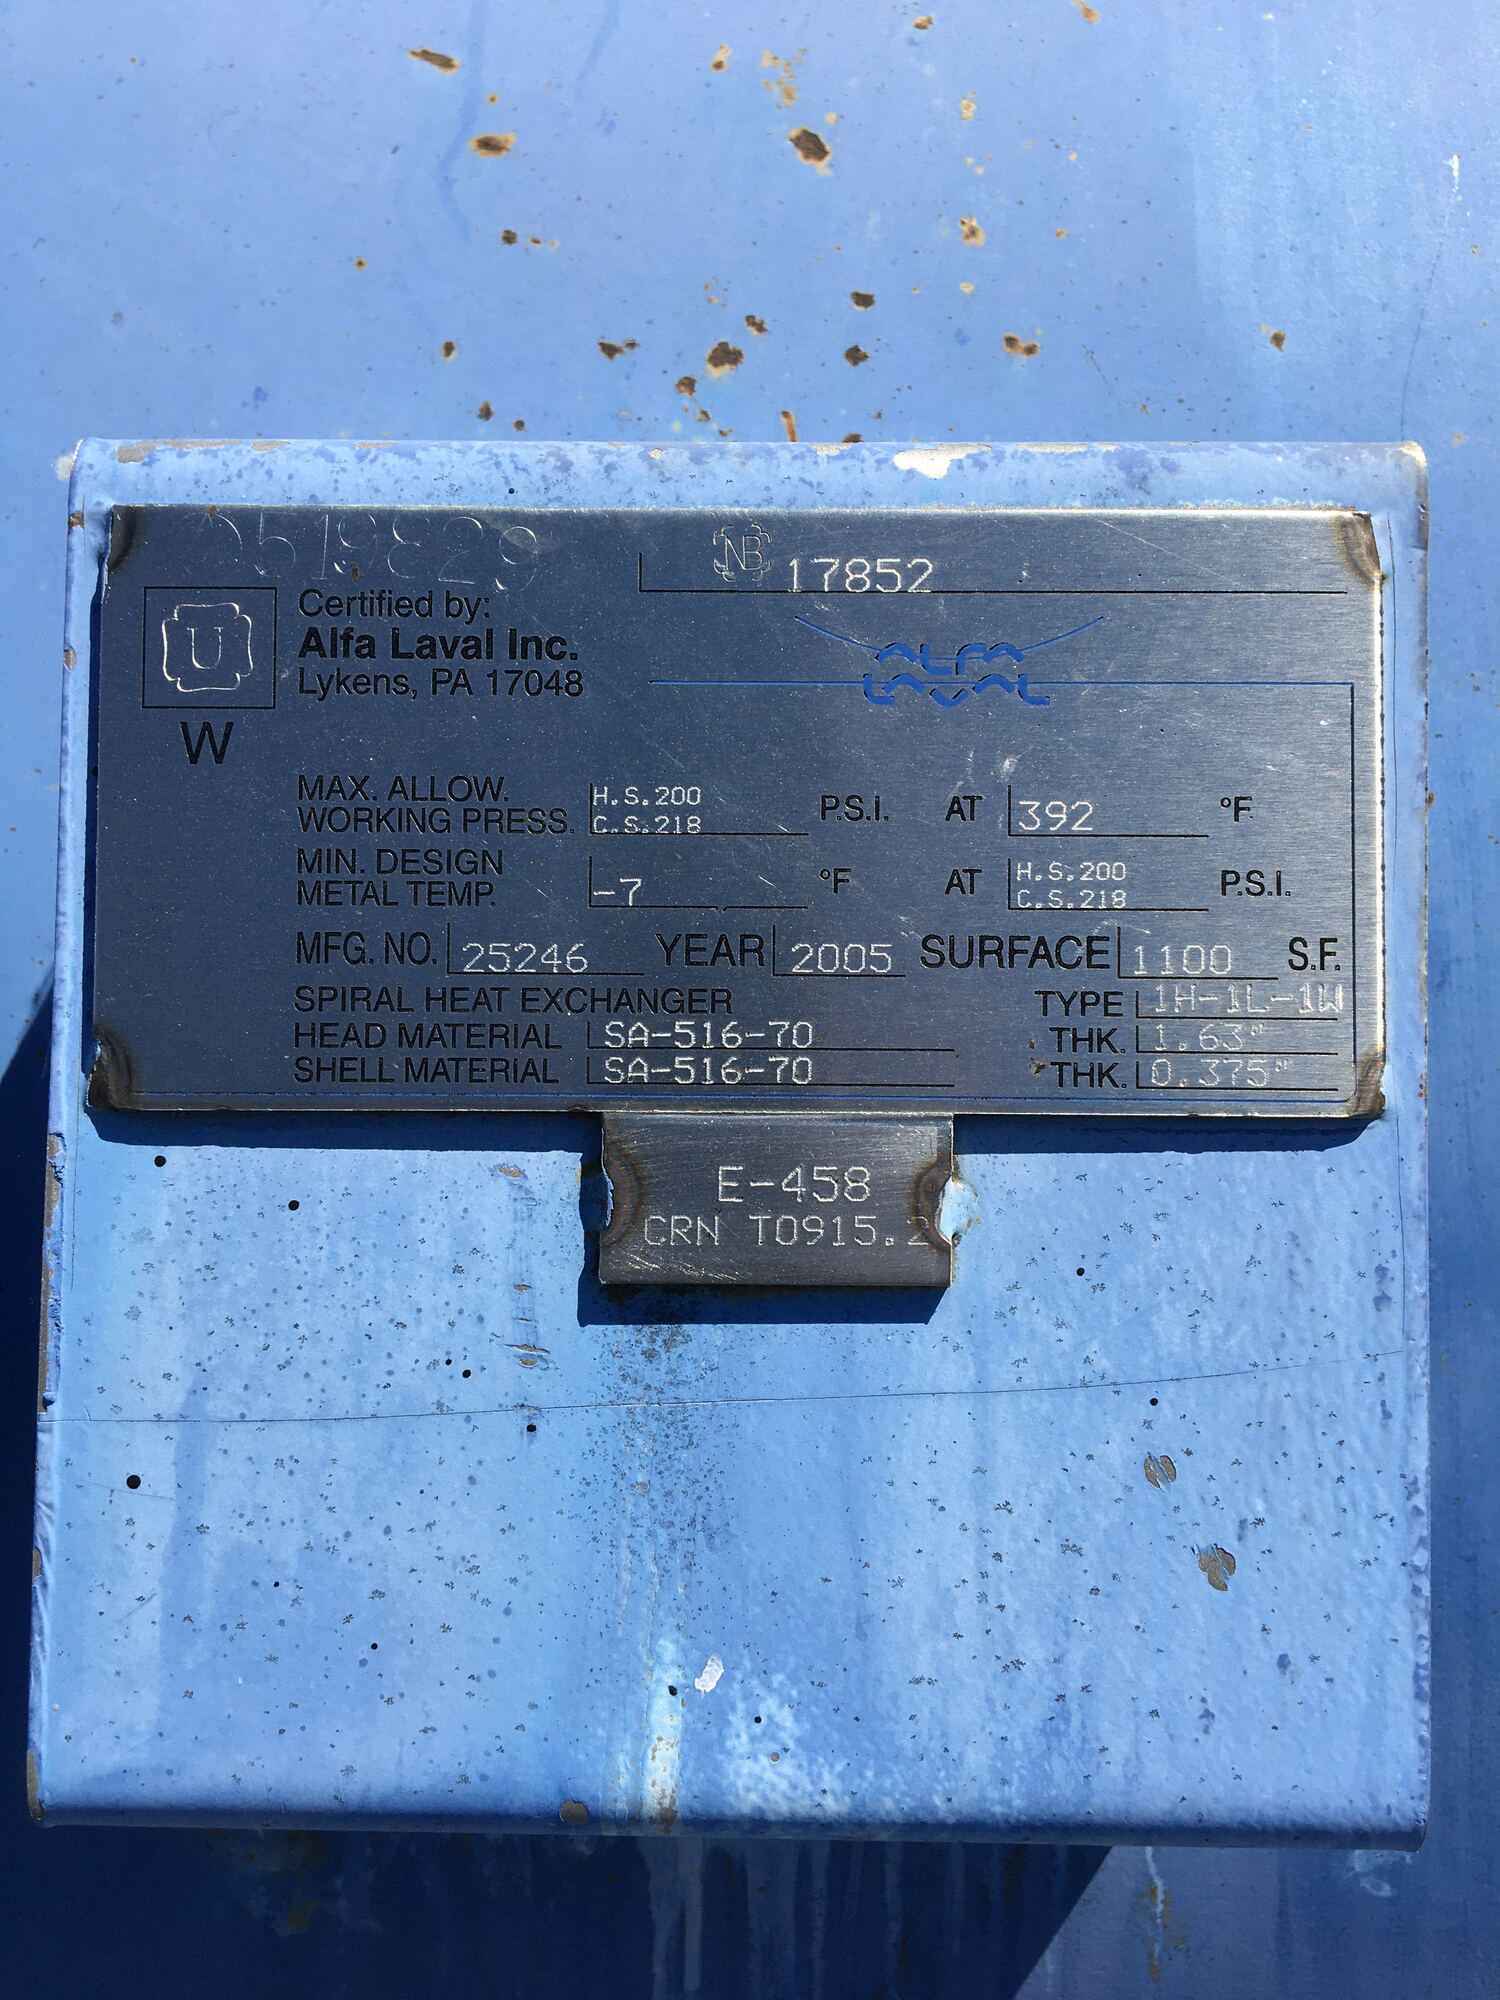 0519829
NB 17852
U
W
Certified by:
Alfa Laval Inc.
Lykens, PA 17048
ALFA
LAVAL
MAX. ALLOW. WORKING PRESS. H.S.200 C.S.218 P.S.I. AT 392 °F
MIN. DESIGN METAL TEMP. -7 °F AT H.S.200 C.S.218 P.S.I.
MFG. NO. 25246 YEAR 2005 SURFACE 1100 S.F.
SPIRAL HEAT EXCHANGER TYPE 1H-1L-1W
HEAD MATERIAL SA-516-70 THK. 1.63"
SHELL MATERIAL SA-516-70 THK. 0.375"
E-458
CRN T0915.2